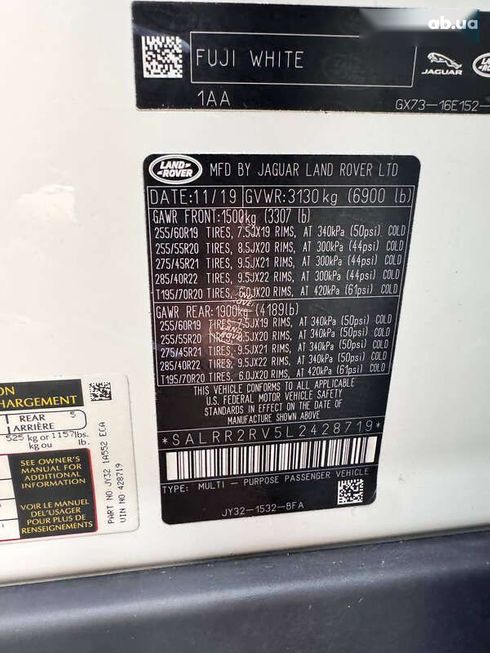 ab.ua
FUJI WHITE
1AA
JAGUAR
LAND
ROVER
GX73-16E152-
LAND ROVER
MFD BY JAGUAR LAND ROVER LTD
DATE:11/19 GVWR:3130 kg (6900 lb)
GAWR FRONT:1500kg (3307 lb)
255/60R19 TIRES, 7.5JX19 RIMS, AT 340kPa (50psi) COLD
255/55R20 TIRES, 8.5JX20 RIMS, AT 300kPa (44psi) COLD
275/45R21 TIRES, 9.5JX21 RIMS, AT 300kPa (44psi) COLD
285/40R22 TIRES, 9.5JX22 RIMS, AT 300kPa (44psi) COLD
T195/70R20 TIRES, 6.0JX20 RIMS, AT 420kPa (61psi) COLD
GAWR REAR:1900kg (4189lb)
255/60R19 TIRES, 7.5JX19 RIMS, AT 340kPa (50psi) COLD
255/55R20 TIRES, 8.5JX20 RIMS, AT 340kPa (50psi) COLD
275/45R21 TIRES, 9.5JX21 RIMS, AT 340kPa (50psi) COLD
285/40R22 TIRES, 9.5JX22 RIMS, AT 340kPa (50psi) COLD
T195/70R20 TIRES, 6.0JX20 RIMS, AT 420kPa (61psi) COLD
THIS VEHICLE CONFORMS TO ALL APPLICABLE
U.S. FEDERAL MOTOR VEHICLE SAFETY
STANDARDS IN EFFECT ON THE DATE OF
MANUFACTURE SHOWN ABOVE
*SALRR2RV5L2428719*
TYPE: MULTI - PURPOSE PASSENGER VEHICLE
JY32-1532-BFA
ION
CHARGEMENT
REAR 5
ARRIÈRE
525 kg or 1157lbs.
kg ou lb.
SEE OWNER'S
MANUAL FOR
ADDITIONAL
INFORMATION
VOIR LE MANUEL
DE L'USAGER
POUR PLUS DE
RENSEIGNEMENTS
PART NO JY32 1A552 ECA
VIN NO 428719